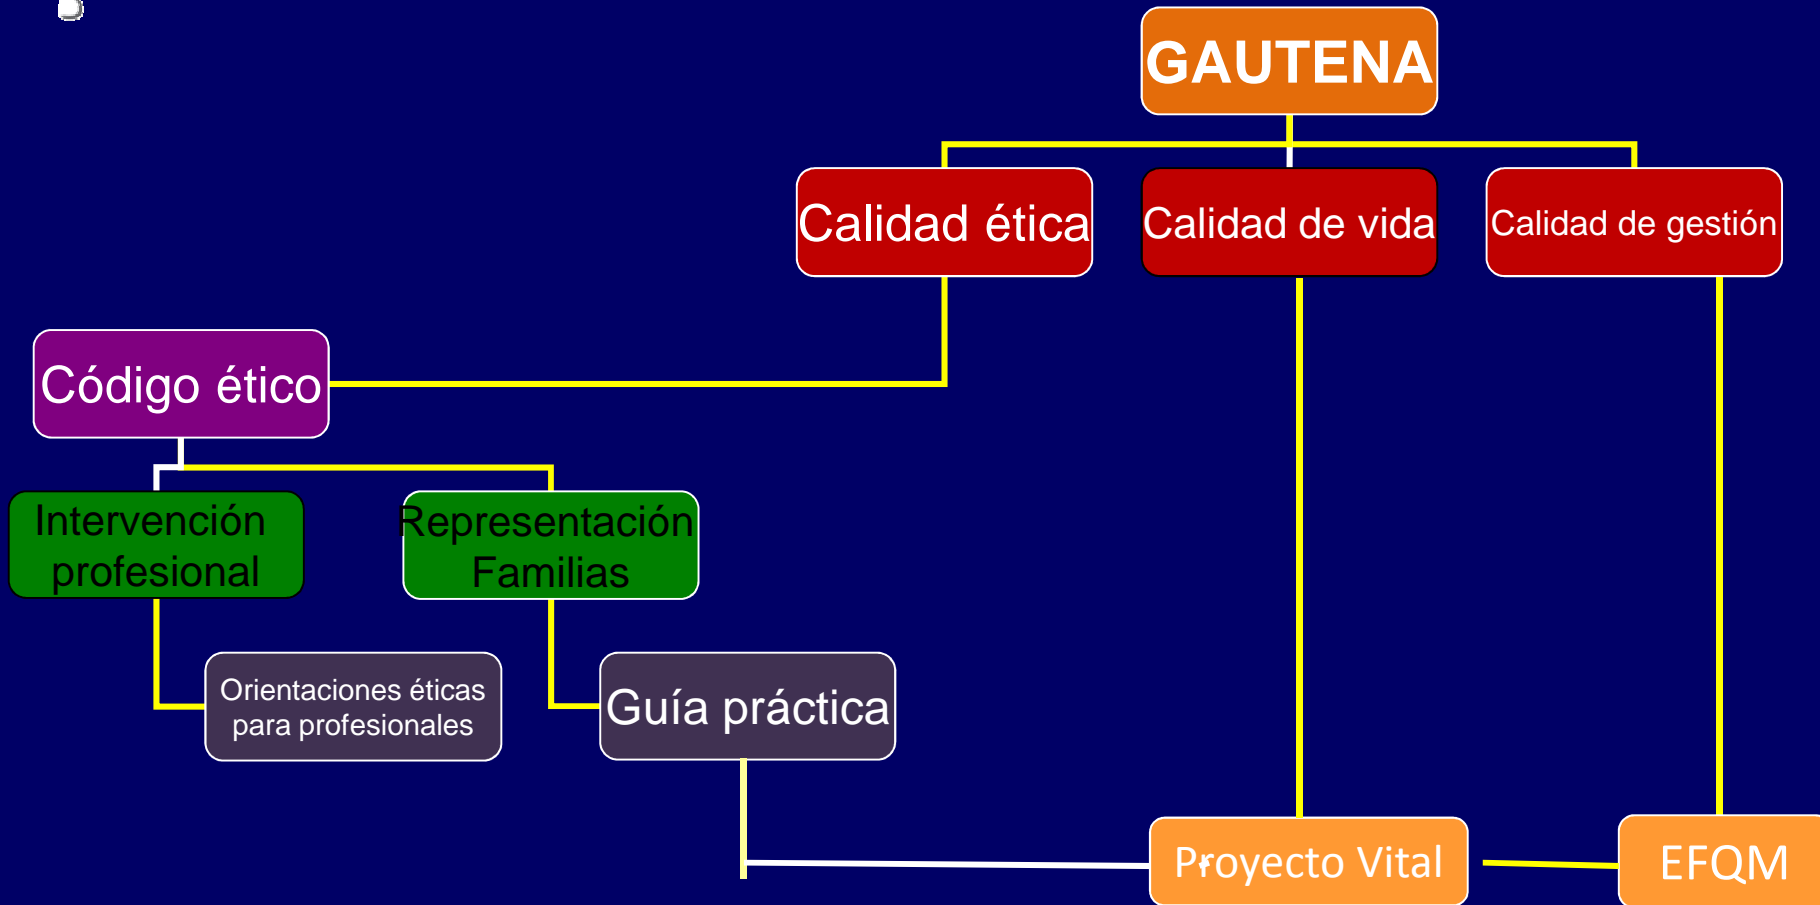 GAUTENA
Calidad ética
Calidad de vida
Calidad de gestión
Código ético
Intervención
profesional
Representación
Familias
Orientaciones éticas
para profesionales
Guía práctica
Proyecto Vital
EFQM